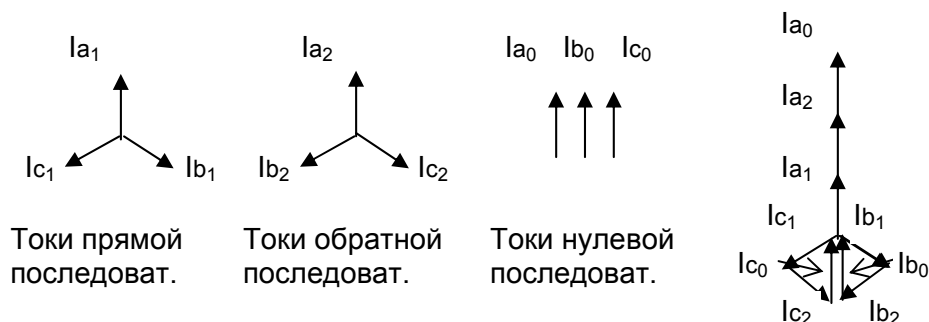 Ia1
Ic1 Ib1
Токи прямой
последоват.
Ia2
Ib2 Ic2
Токи обратной
последоват.
Ia0 Ib0 Ic0
Токи нулевой
последоват.
Ia0
Ia2
Ia1
Ic1 Ib1
Ic0 Ib0
Ic2 Ib2